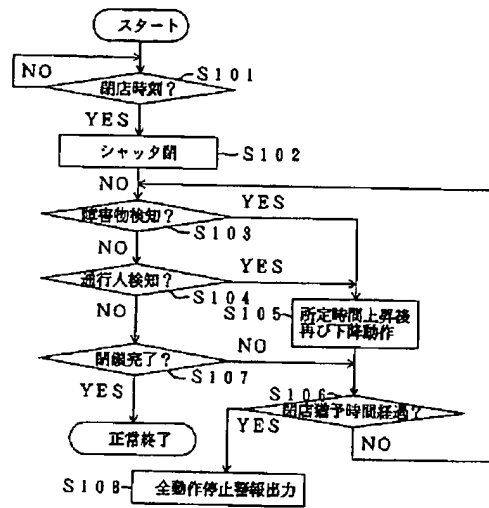 スタート
NO
S101
閉店時刻?
YES
シャッタ閉
S102
NO
YES
障害物検知?
S103
NO
YES
通行人検知?
S104
NO
S105
所定時間上昇後
再び下降動作
閉鎖完了?
NO
S107
S106
閉店猶予時間経過?
YES
YES
NO
正常終了
S108
全動作停止警報出力